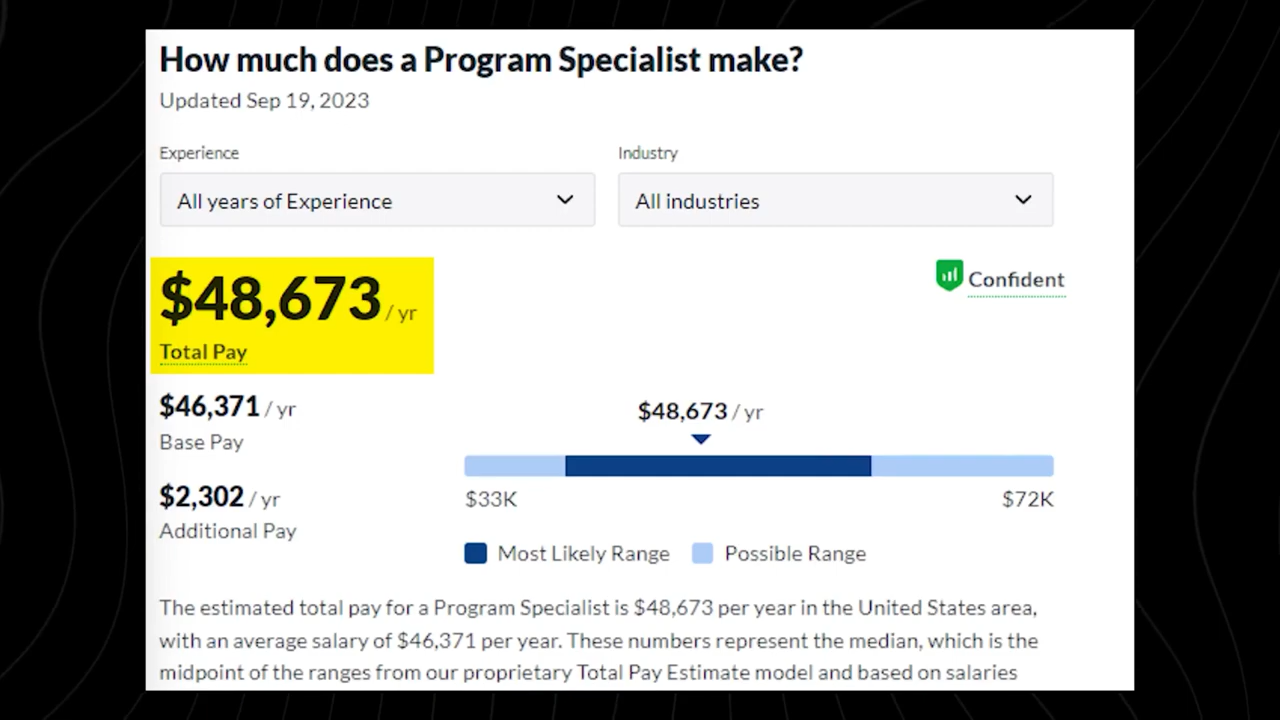 How much does a Program Specialist make?
Updated Sep 19, 2023
Experience
Industry
All years of Experience
All industries
$48,673 / yr
Total Pay
Confident
$46,371 / yr
Base Pay
$2,302 / yr
Additional Pay
$48,673 / yr
$33K
$72K
Most Likely Range
Possible Range
The estimated total pay for a Program Specialist is $48,673 per year in the United States area,
with an average salary of $46,371 per year. These numbers represent the median, which is the
midpoint of the ranges from our proprietary Total Pay Estimate model and based on salaries